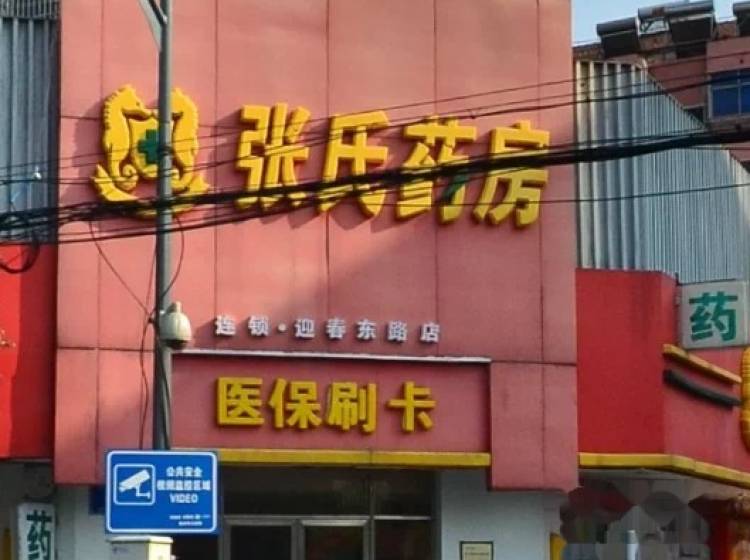 张氏药房
连锁·迎春东路店
医保刷卡
药
公共安全
视频监控区域
VIDEO
药